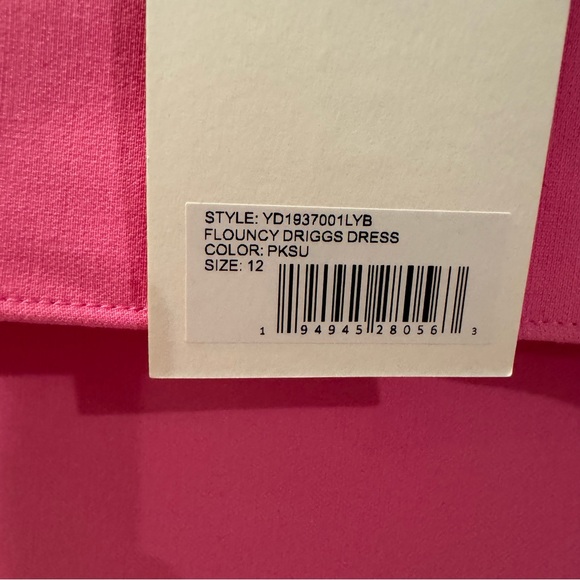 STYLE: YD1937001LYB
FLOUNCY DRIGGS DRESS
COLOR: PKSU
SIZE: 12
1 94945 28056 3